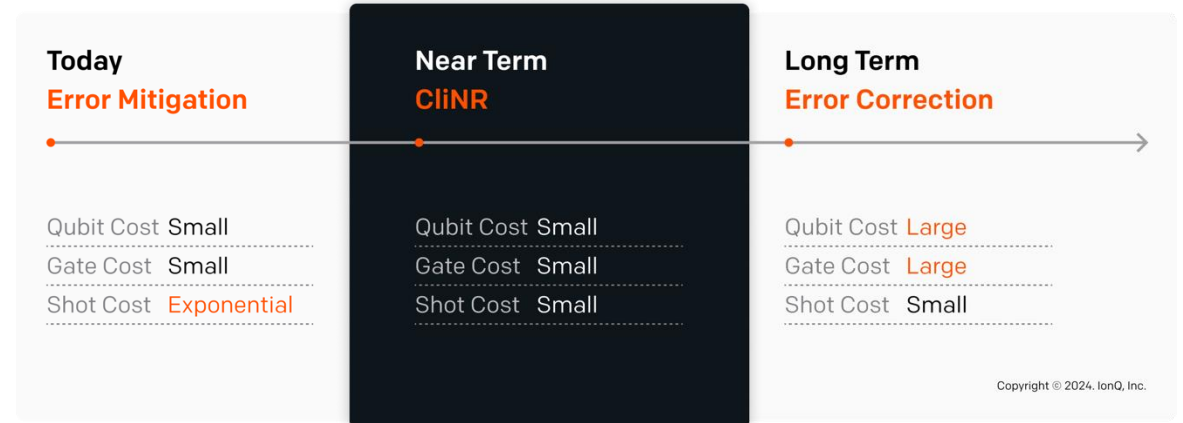 Today
Error Mitigation
Qubit Cost Small
Gate Cost Small
Shot Cost Exponential
Near Term
CliNR
Qubit Cost Small
Gate Cost Small
Shot Cost Small
Long Term
Error Correction
Qubit Cost Large
Gate Cost Large
Shot Cost Small
Copyright © 2024. IonQ, Inc.